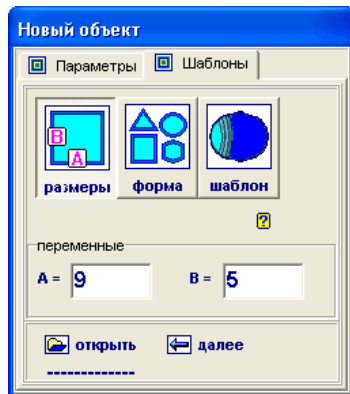 Новый объект
Параметры Шаблоны
B
A
размеры форма шаблон
?
переменные
A = 9 B = 5
открыть далее
-------------